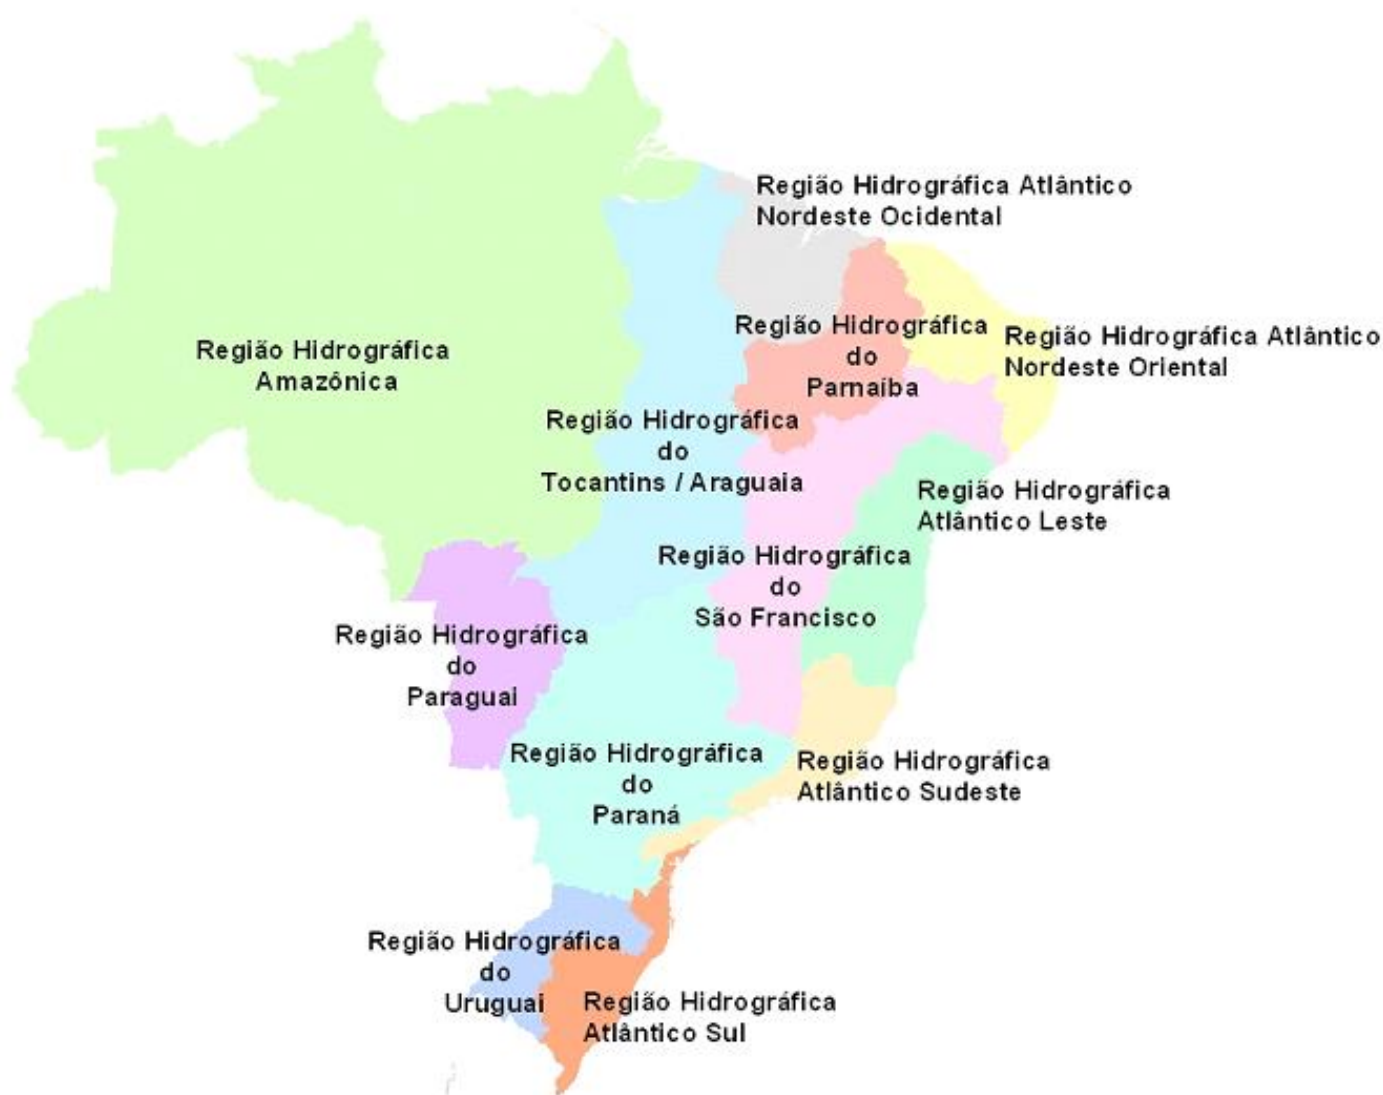 Região Hidrográfica Atlântico
Nordeste Ocidental
Região Hidrográfica
do
Parnaíba
Região Hidrográfica Atlântico
Nordeste Oriental
Região Hidrográfica
Amazônica
Região Hidrográfica
do
Tocantins / Araguaia
Região Hidrográfica
Atlântico Leste
Região Hidrográfica
do
São Francisco
Região Hidrográfica
do
Paraguai
Região Hidrográfica
do
Paraná
Região Hidrográfica
Atlântico Sudeste
Região Hidrográfica
do
Uruguai
Região Hidrográfica
Atlântico Sul